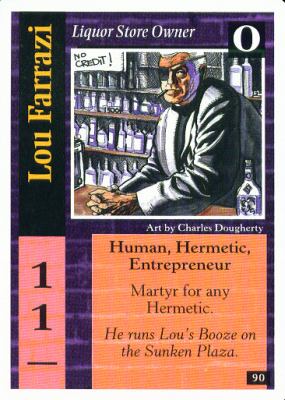 Lou Farrazi
Liquor Store Owner
O
NO
CREDIT!
Art by Charles Dougherty
1
1
—
Human, Hermetic,
Entrepreneur
Martyr for any
Hermetic.
He runs Lou's Booze on
the Sunken Plaza.
90